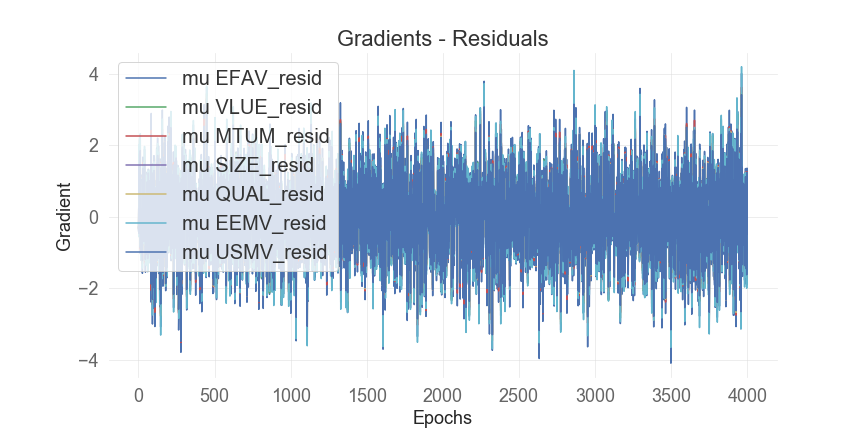 Gradients - Residuals
mu EFAV_resid
mu VLUE_resid
mu MTUM_resid
mu SIZE_resid
mu QUAL_resid
mu EEMV_resid
mu USMV_resid
Gradient
4
2
0
−2
−4
0 500 1000 1500 2000 2500 3000 3500 4000
Epochs